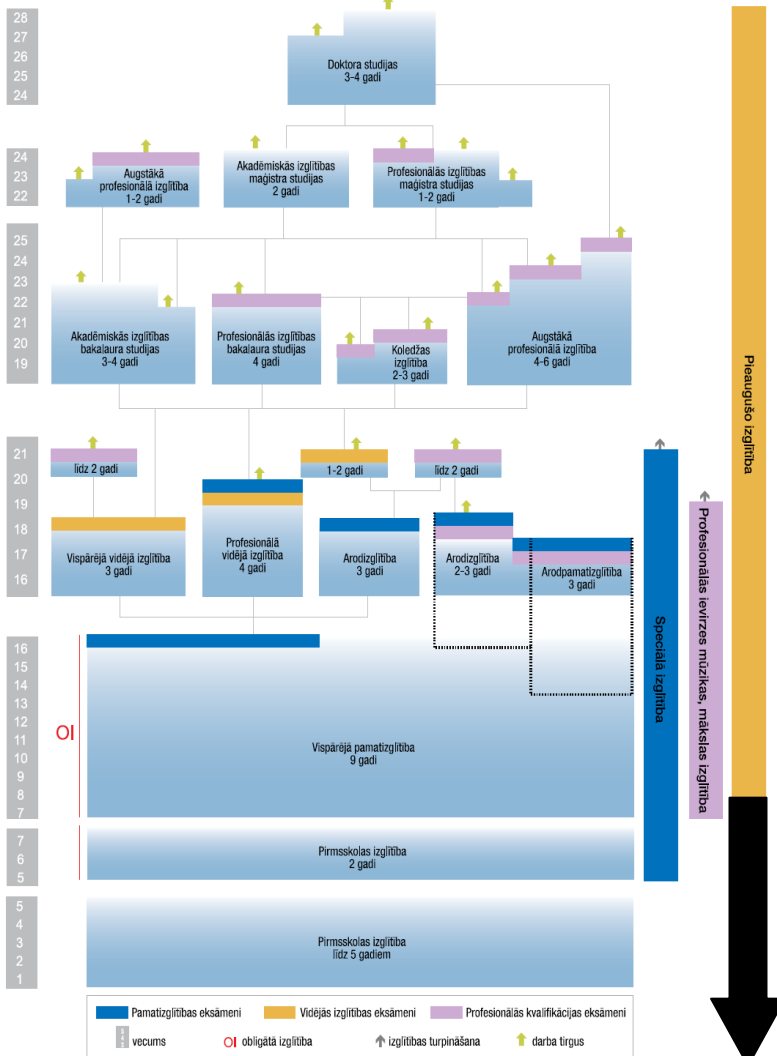 28
27
26
25
24
Doktora studijas
3-4 gadi
24
23
22
Augstākā
profesionālā izglītība
1-2 gadi
Akadēmiskās izglītības
maģistra studijas
2 gadi
Profesionālās izglītības
maģistra studijas
1-2 gadi
25
24
23
22
21
20
19
Akadēmiskās izglītības
bakalaura studijas
3-4 gadi
Profesionālās izglītības
bakalaura studijas
4 gadi
Koledžas
izglītība
2-3 gadi
Augstākā
profesionālā izglītība
4-6 gadi
21
20
19
18
17
16
līdz 2 gadi
1-2 gadi
līdz 2 gadi
Vispārējā vidējā izglītība
3 gadi
Profesionālā
vidējā izglītība
4 gadi
Arodizglītība
3 gadi
Arodizglītība
2-3 gadi
Arodpamatizglītība
3 gadi
16
15
14
13
12
11
10
9
8
7
OI
Vispārējā pamatizglītība
9 gadi
7
6
5
Pirmsskolas izglītība
2 gadi
5
4
3
2
1
Pirmsskolas izglītība
līdz 5 gadiem
Speciālā izglītība
Profesionālās ievirzes mūzikas, mākslas izglītība
Pieaugušo izglītība
Pamatizglītības eksāmeni
Vidējās izglītības eksāmeni
Profesionālās kvalifikācijas eksāmeni
vecums
OI obligātā izglītība
izglītības turpināšana
darba tirgus